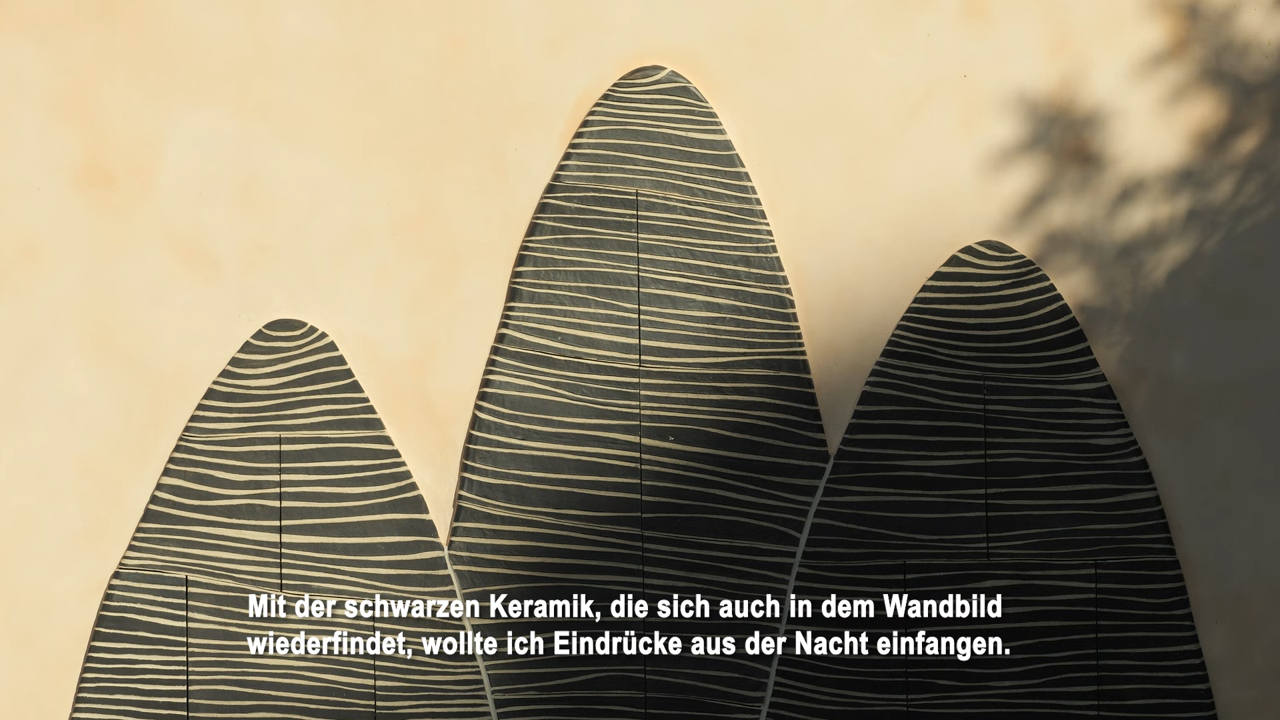 Mit der schwarzen Keramik, die sich auch in dem Wandbild
wiederfindet, wollte ich Eindrücke aus der Nacht einfangen.